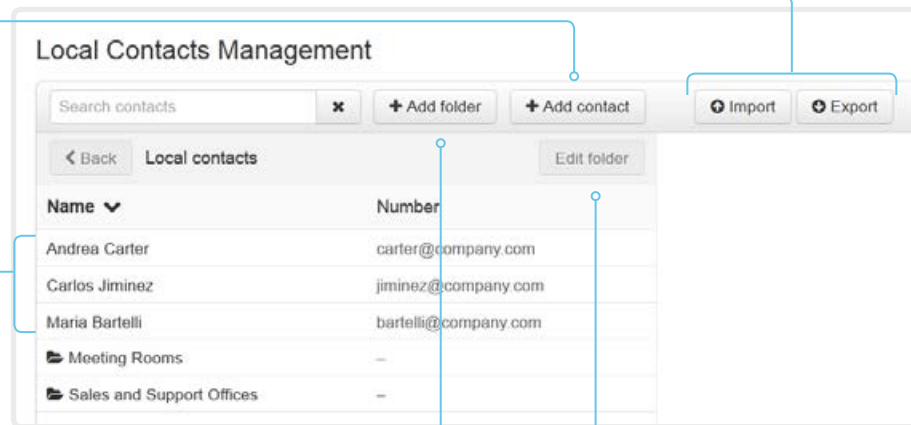 Local Contacts Management
Search contacts + Add folder + Add contact Import Export
Back Local contacts Edit folder
Name Number
Andrea Carter carter@company.com
Carlos Jiminez jiminez@company.com
Maria Bartelli bartelli@company.com
Meeting Rooms –
Sales and Support Offices –